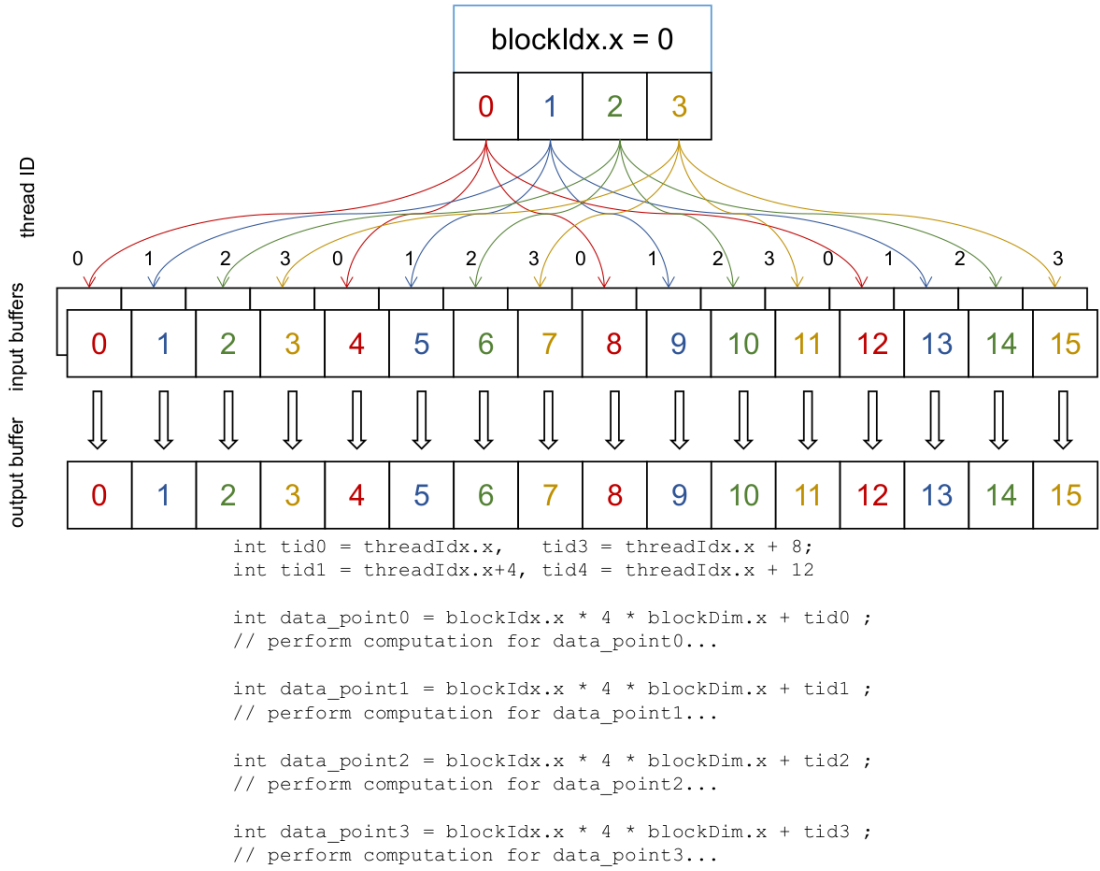 blockIdx.x = 0
0 1 2 3
thread ID
0 1 2 3 0 1 2 3 0 1 2 3 0 1 2 3
input buffers
0 1 2 3 4 5 6 7 8 9 10 11 12 13 14 15
output buffer
0 1 2 3 4 5 6 7 8 9 10 11 12 13 14 15
int tid0 = threadIdx.x, tid3 = threadIdx.x + 8;
int tid1 = threadIdx.x+4, tid4 = threadIdx.x + 12
int data_point0 = blockIdx.x * 4 * blockDim.x + tid0 ;
// perform computation for data_point0...
int data_point1 = blockIdx.x * 4 * blockDim.x + tid1 ;
// perform computation for data_point1...
int data_point2 = blockIdx.x * 4 * blockDim.x + tid2 ;
// perform computation for data_point2...
int data_point3 = blockIdx.x * 4 * blockDim.x + tid3 ;
// perform computation for data_point3...